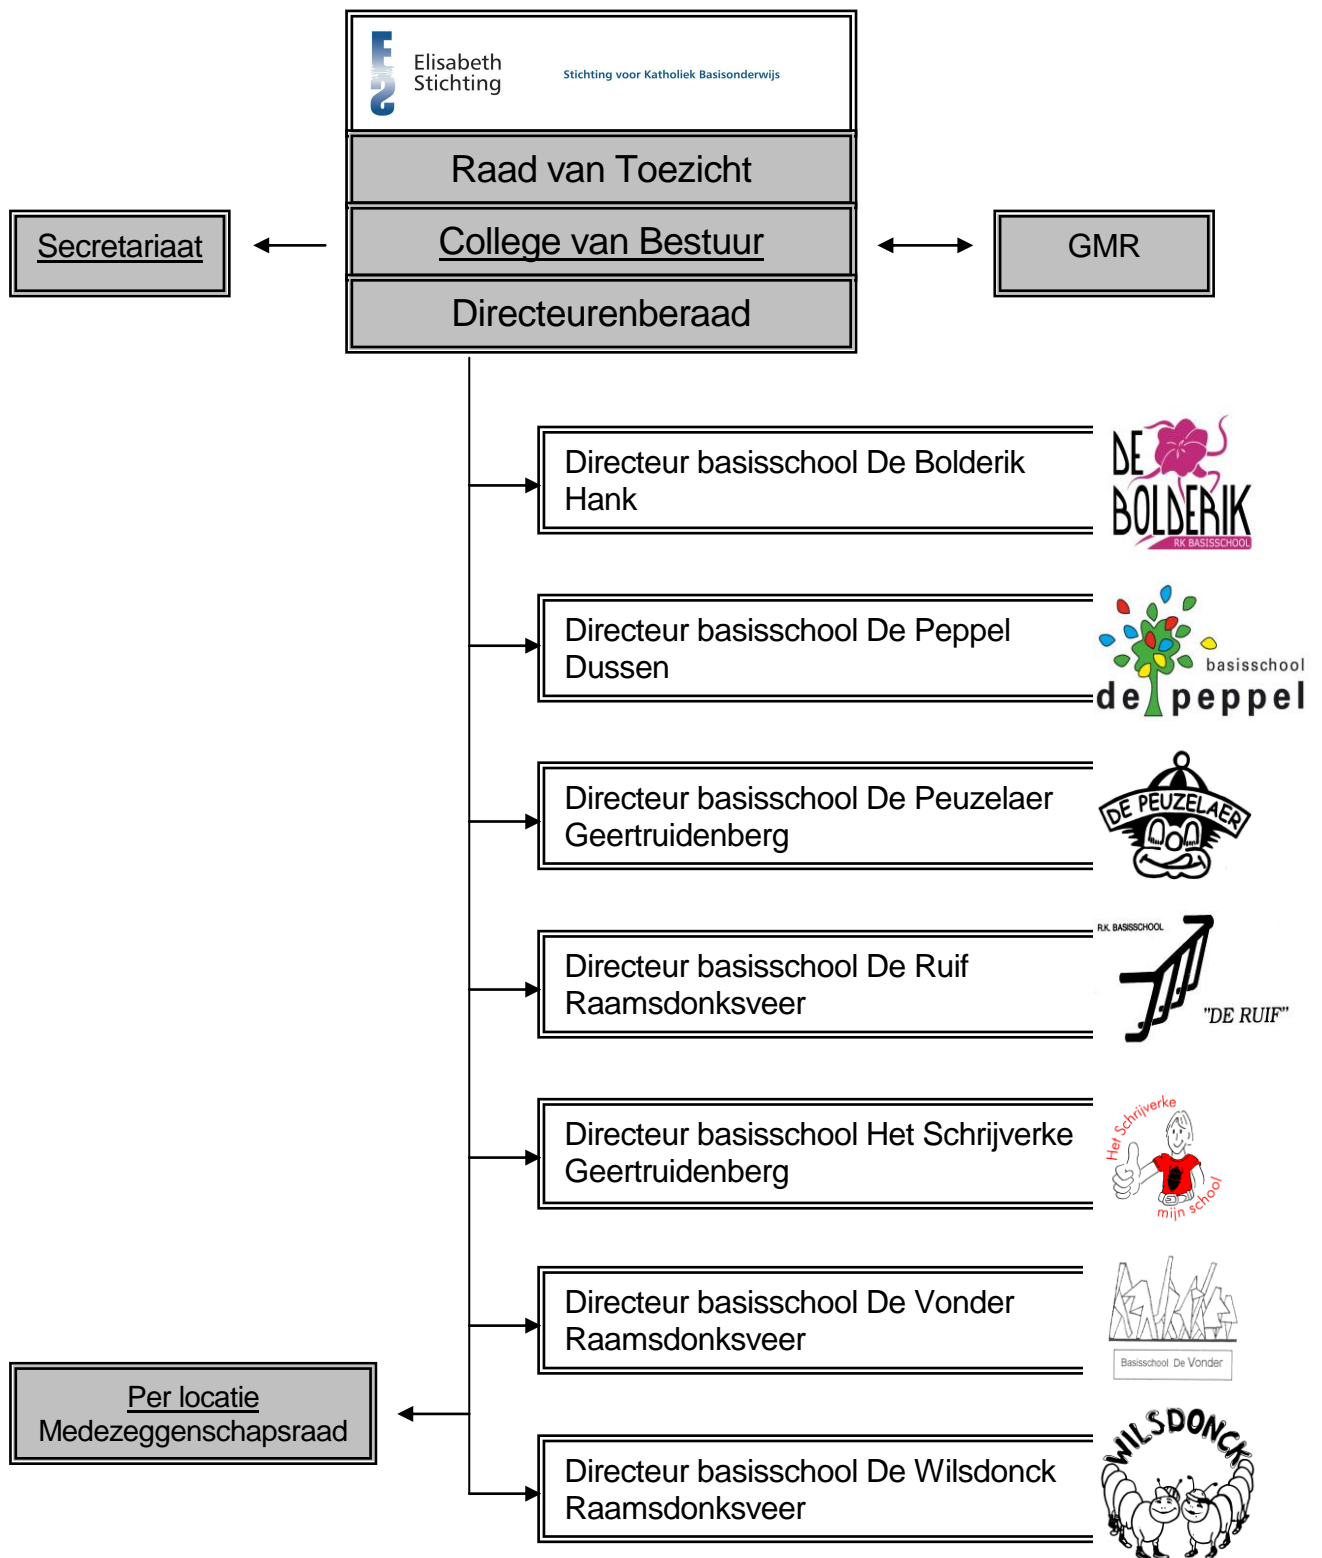 Elisabeth
Stichting
Stichting voor Katholiek Basisonderwijs
Raad van Toezicht
Secretariaat
College van Bestuur
GMR
Directeurenberaad
Directeur basisschool De Bolderik
Hank
DE
BOLDERIK
RK BASISSCHOOL
Directeur basisschool De Peppel
Dussen
basisschool
de peppel
Directeur basisschool De Peuzelaer
Geertruidenberg
DE PEUZELAER
Directeur basisschool De Ruif
Raamsdonksveer
R.K. BASISSCHOOL
"DE RUIF"
Directeur basisschool Het Schrijverke
Geertruidenberg
Het Schrijverke
mijn school
Directeur basisschool De Vonder
Raamsdonksveer
Basisschool De Vonder
Per locatie
Medezeggenschapsraad
Directeur basisschool De Wilsdonck
Raamsdonksveer
WILSDONCK